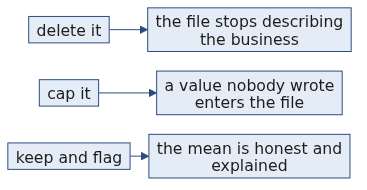 delete it
the file stops describing
the business
cap it
a value nobody wrote
enters the file
keep and flag
the mean is honest and
explained